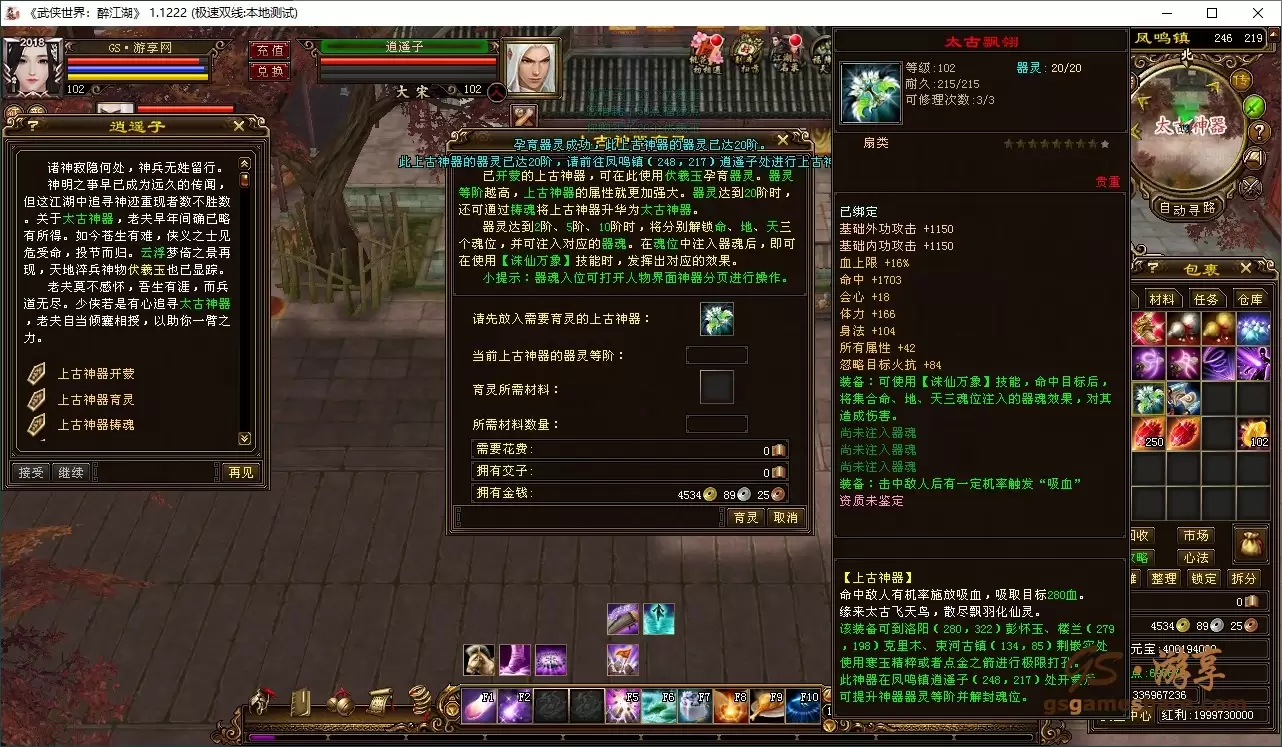 《武侠世界：醉江湖》 1.1222 (极速双线:本地测试)
2018
GS·游享网
102
充值
兑换
逍遥子
大宋
102
凤鸣镇
246 219
太古神器
自动寻路
? 逍遥子
诸神寂隐何处，神兵无姓留行。
神明之事早已成为久远的传闻，
但这江湖中追寻神迹重现者数不胜数
。关于太古神器，老夫早年间确已略
有所得。如今苍生有难，侠义之士见
危受命，投节而归。云浮梦倚之景再
现，天地淬兵神物伏羲玉也已显踪。
老夫莫不感怀，吾生有涯，而兵
道无尽。少侠若是有心追寻太古神器
，老夫自当倾囊相授，以助你一臂之
力。
上古神器开蒙
上古神器育灵
上古神器铸魂
接受
继续
再见
孕育器灵成功，此上古神器的器灵已达20阶。
此上古神器的器灵已达20阶，请前往凤鸣镇（248，217）逍遥子处进行上古神
已开蒙的上古神器，可在此使用伏羲玉孕育器灵。器灵
等阶越高，上古神器的属性就更加强大。器灵达到20阶时，
还可通过铸魂将上古神器升华为太古神器。
器灵达到2阶、5阶、10阶时，将分别解锁命、地、天三
个魂位，并可注入对应的器魂。在魂位中注入器魂后，即可
在使用【诛仙万象】技能时，发挥出对应的效果。
小提示：器魂入位可打开人物界面神器分页进行操作。
请先放入需要育灵的上古神器：
当前上古神器的器灵等阶：
育灵所需材料：
所需材料数量：
需要花费: 0
拥有交子: 0
拥有金钱: 4534 89 25
育灵
取消
太古飘翎
等级:102
器灵：20/20
耐久:215/215
可修理次数:3/3
扇类
贵重
已绑定
基础外功攻击 +1150
基础内功攻击 +1150
血上限 +16%
命中 +1703
会心 +18
体力 +166
身法 +104
所有属性 +42
忽略目标火抗 +84
装备：可使用【诛仙万象】技能，命中目标后，
将集合命、地、天三魂位注入的器魂效果，对其
造成伤害。
尚未注入器魂
尚未注入器魂
尚未注入器魂
装备：击中敌人后有一定机率触发“吸血”
资质未鉴定
【上古神器】
命中敌人有机率施放吸血，吸取目标280血。
缘来太古飞天鸟，散尽飘羽化仙灵。
该装备可到洛阳（280，322）彭怀玉、楼兰（279
，198）克里木、束河古镇（134，85）荆嵌实处
使用寒玉精粹或者点金之箭进行极限打孔。
此神器在凤鸣镇逍遥子（248，217）处开蒙后
可提升神器器灵等阶并解封魂位。
? 包裹
材料
任务
仓库
250
102
市场
心法
整理
锁定
拆分
0
4534 89 25
335967236
红利:1999730000
GS·游享
F1 F2 F5 F6 F7 F8 F9 F10